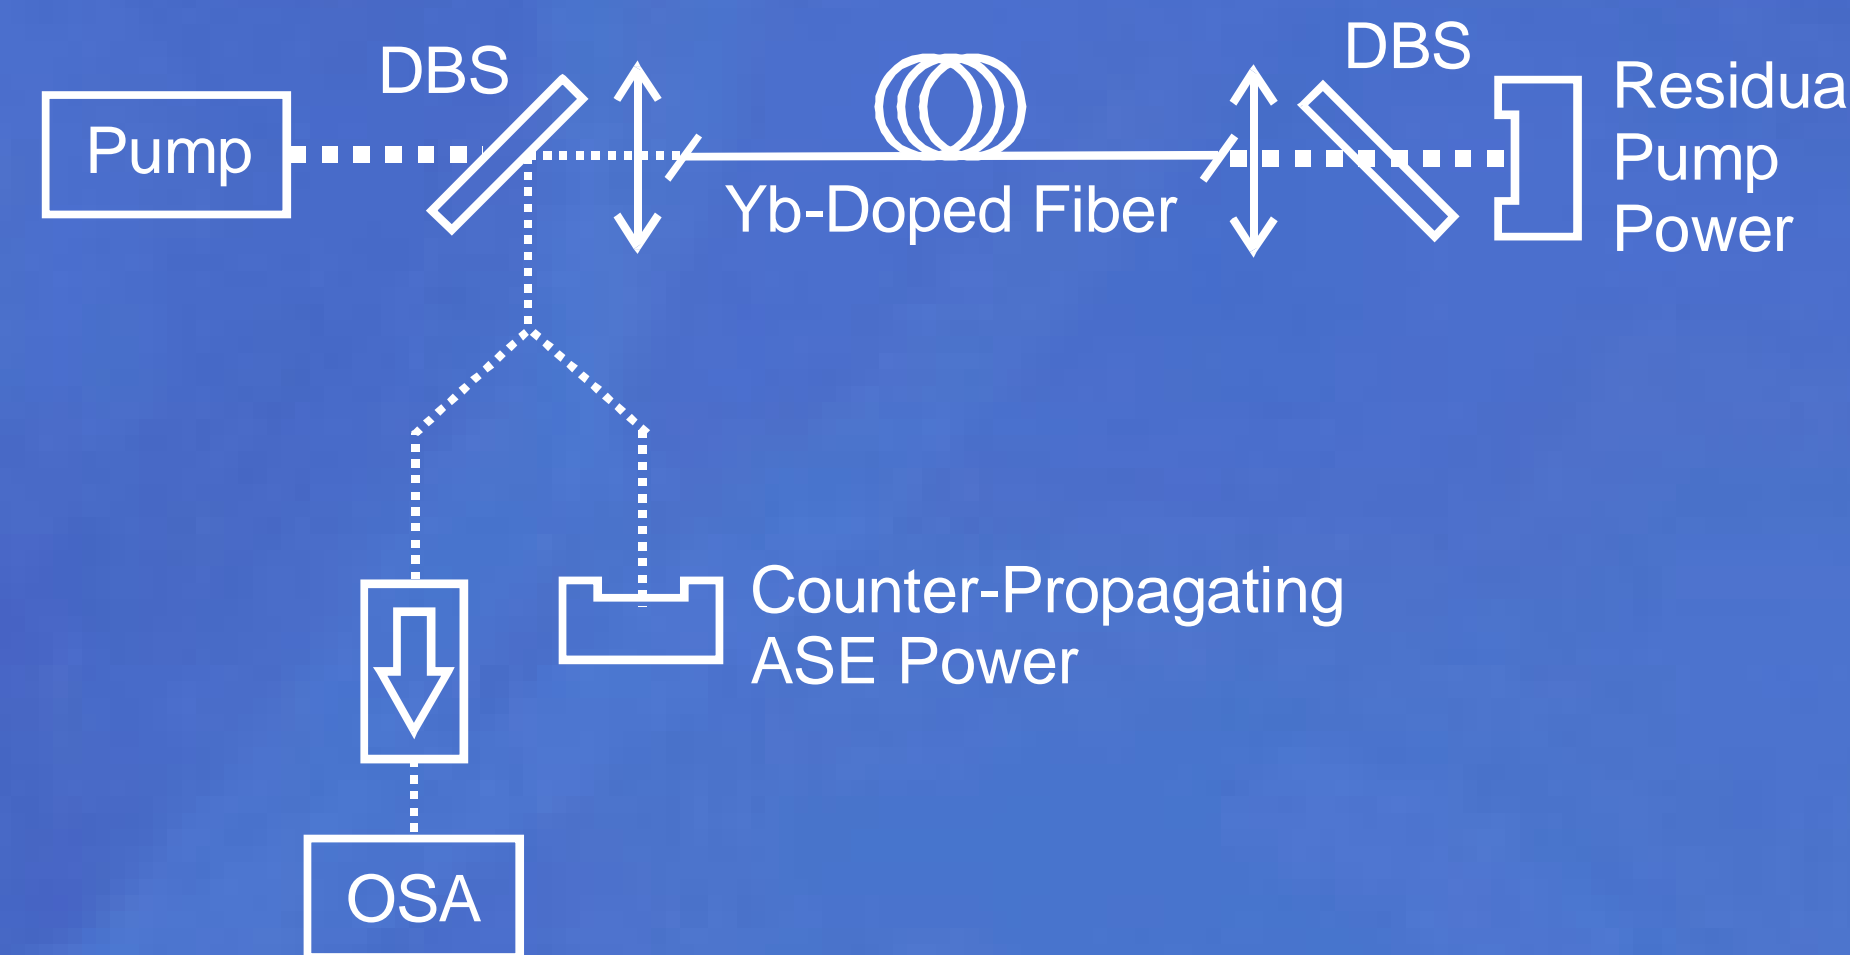 DBS
DBS
Pump
Residua
Pump
Power
Yb-Doped Fiber
Counter-Propagating
ASE Power
OSA